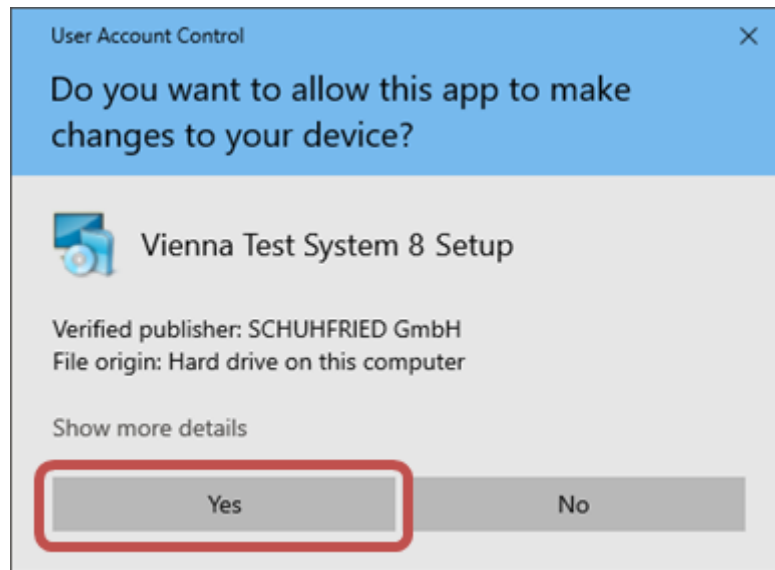 User Account Control
Do you want to allow this app to make
changes to your device?
Vienna Test System 8 Setup
Verified publisher: SCHUHFRIED GmbH
File origin: Hard drive on this computer
Show more details
Yes
No